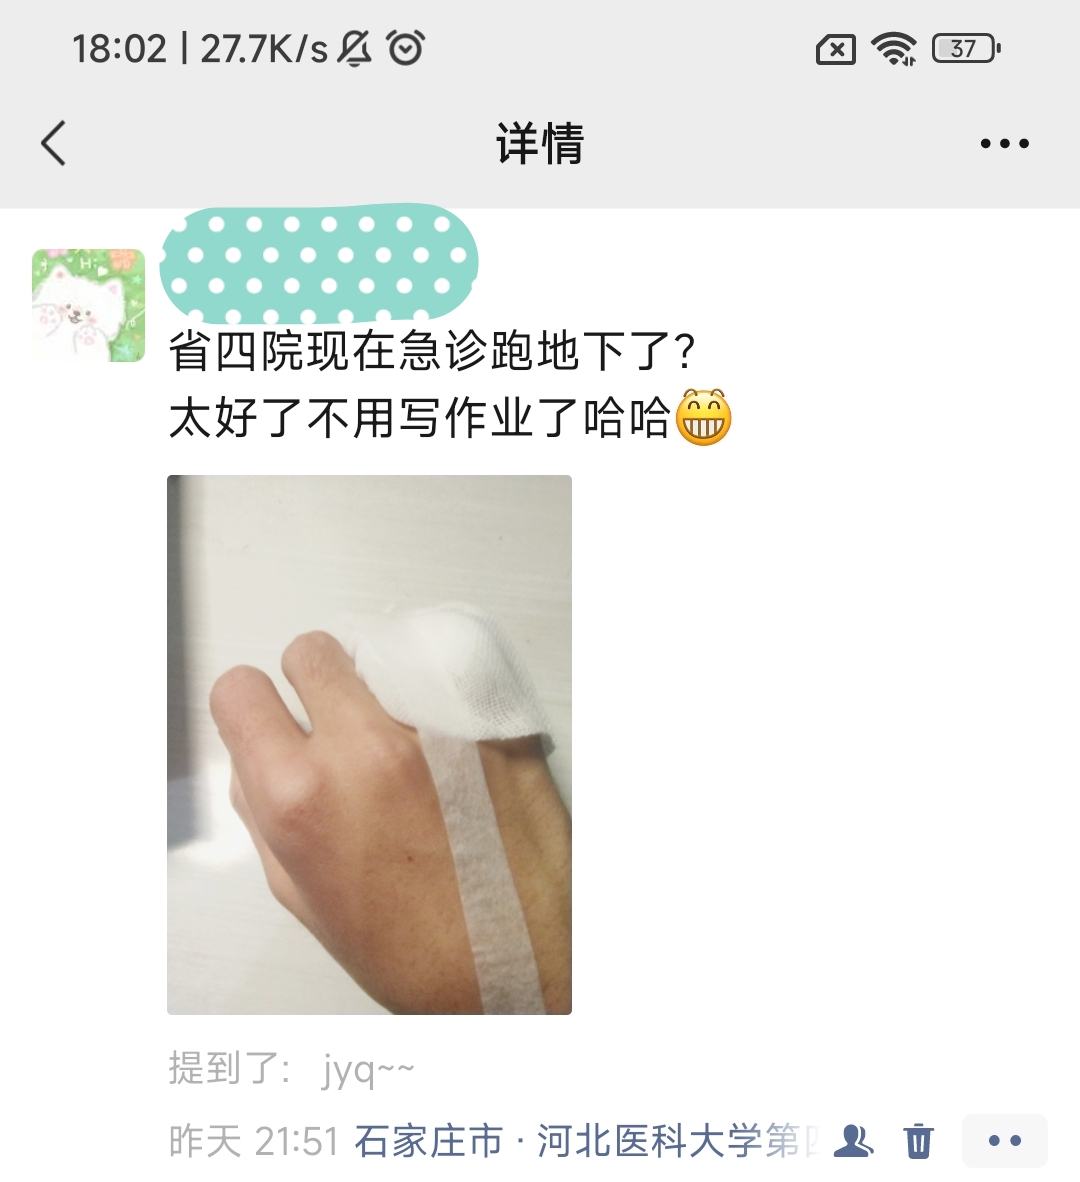 18:02 | 27.7K/s
37
详情
Hi
省四院现在急诊跑地下了?
太好了不用写作业了哈哈
提到了: jyq~~
昨天 21:51 石家庄市 · 河北医科大学第